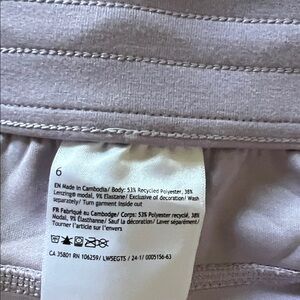 6
EN Made in Cambodia/ Body: 53% Recycled Polyester, 38%
Lenzing® modal, 9% Elastane/ Exclusive of decoration/ Wash
separately/ Turn garment inside out
FR Fabriqué au Cambodge/ Corps: 53% Polyester recyclé, 38%
Modal (Lenzing®), 9% Élasthanne/ Sauf la décoration/ Laver séparément/
Tourner l'article sur l'envers
CA 35801 RN 106259/ LW5EGTS / 24-1/ 0005156-63